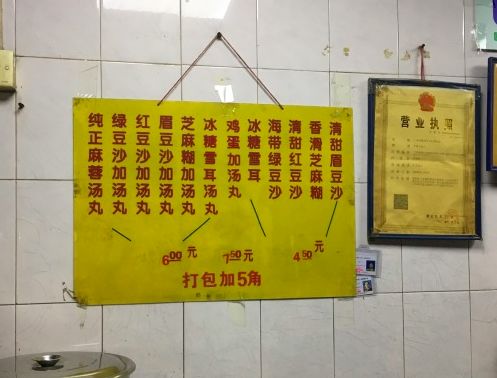 纯正麻蓉汤丸
绿豆沙加汤丸
红豆沙加汤丸
眉豆沙加汤丸
芝麻糊加汤丸
冰糖雪耳汤丸
鸡蛋加汤丸
冰糖雪耳
海带绿豆沙
清甜红豆沙
香滑芝麻糊
清甜眉豆沙
6.00元 7.50元 4.50元
打包加5角
营业执照